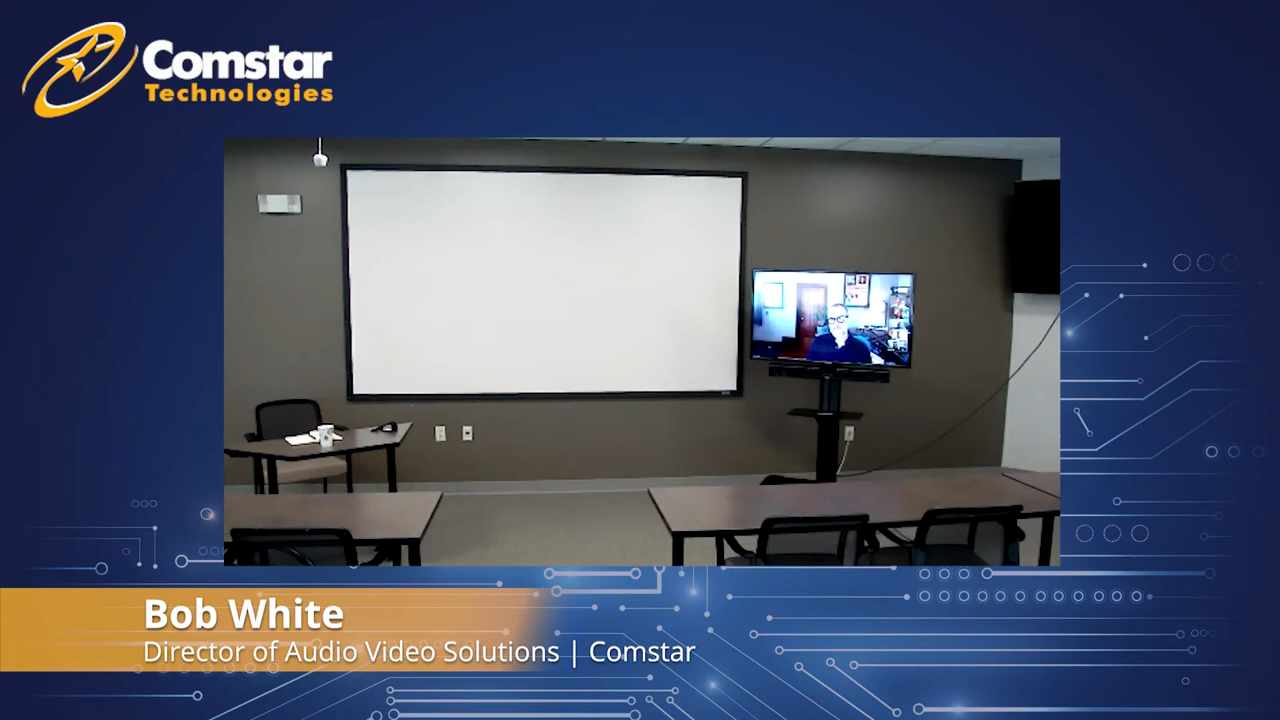 Comstar
Technologies
Bob White
Director of Audio Video Solutions | Comstar